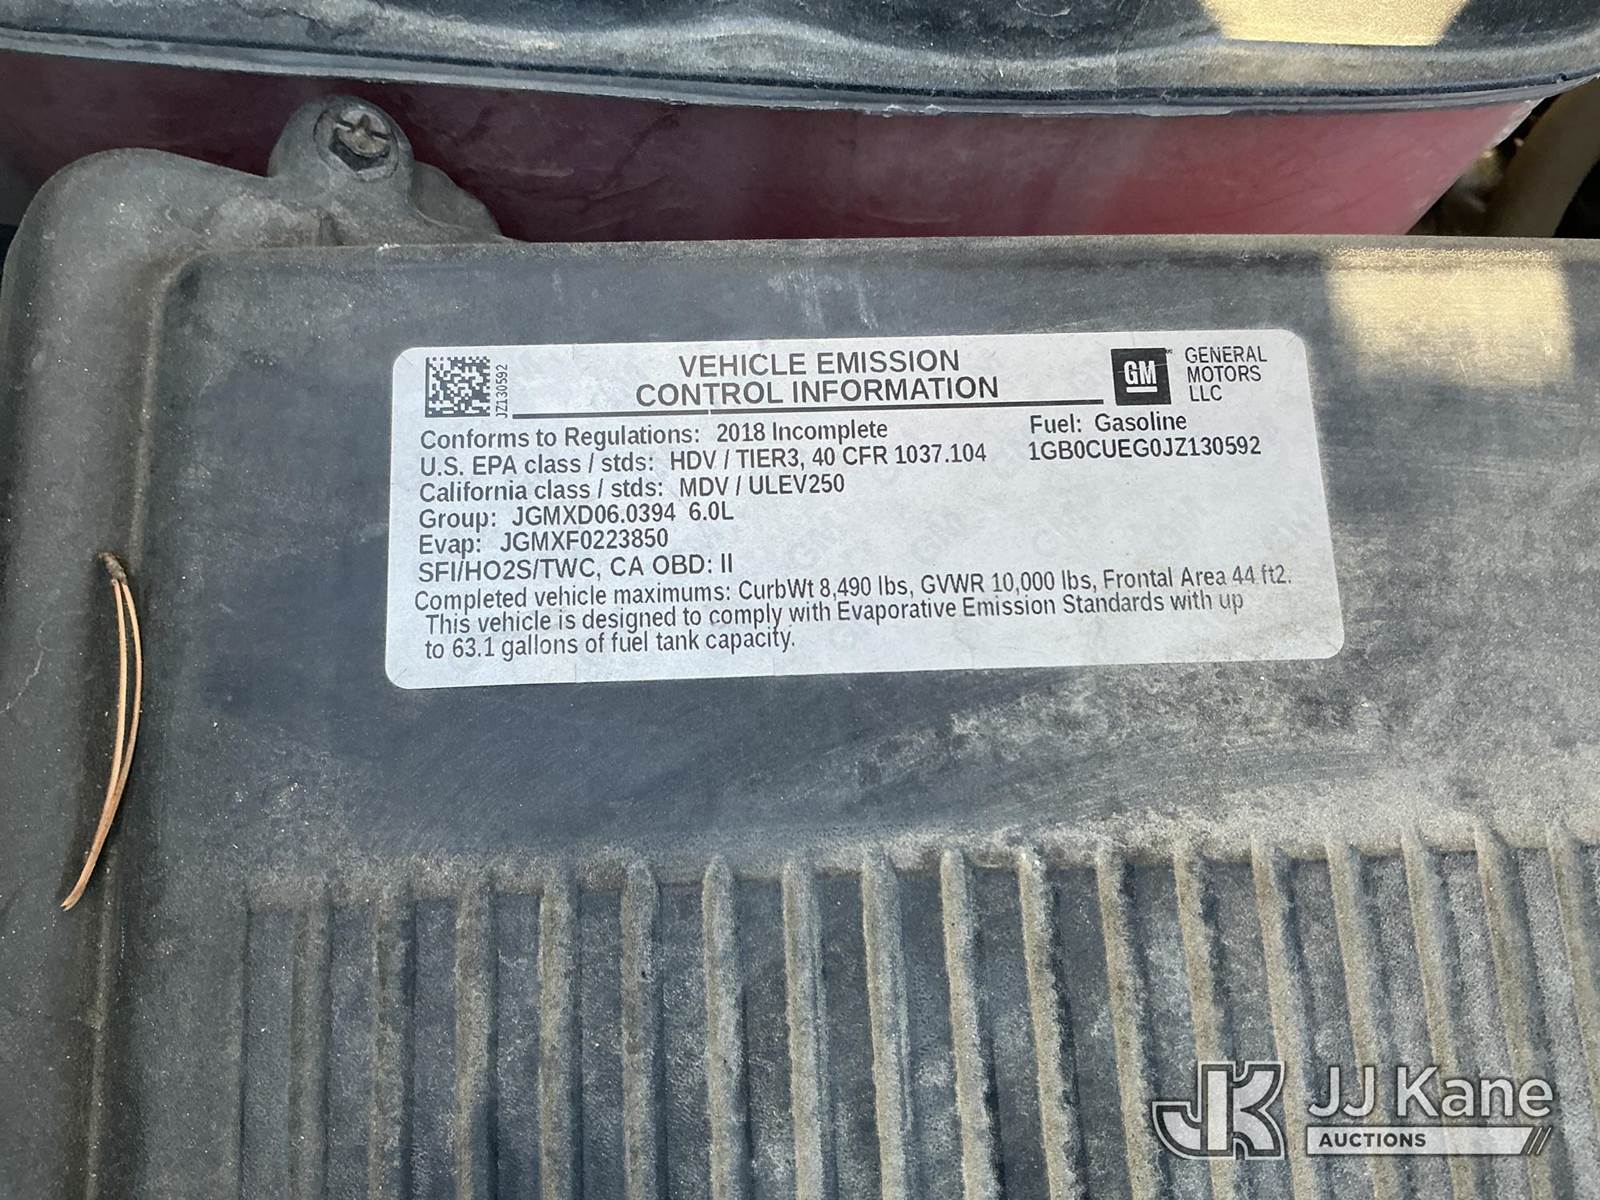 JZ130592
VEHICLE EMISSION
CONTROL INFORMATION
GM
GENERAL
MOTORS
LLC
Conforms to Regulations: 2018 Incomplete
Fuel: Gasoline
U.S. EPA class / stds: HDV / TIER3, 40 CFR 1037.104
1GB0CUEG0JZ130592
California class / stds: MDV / ULEV250
Group: JGMXD06.0394 6.0L
Evap: JGMXF0223850
SFI/HO2S/TWC, CA OBD: II
Completed vehicle maximums: CurbWt 8,490 lbs, GVWR 10,000 lbs, Frontal Area 44 ft2.
This vehicle is designed to comply with Evaporative Emission Standards with up
to 63.1 gallons of fuel tank capacity.
JK JJ Kane
AUCTIONS